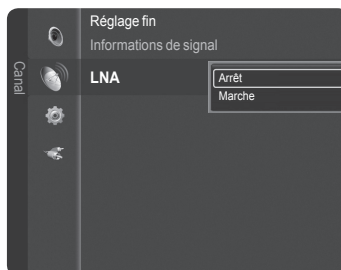 Canal
Réglage fin
Informations de signal
LNA
Arrêt
Marche